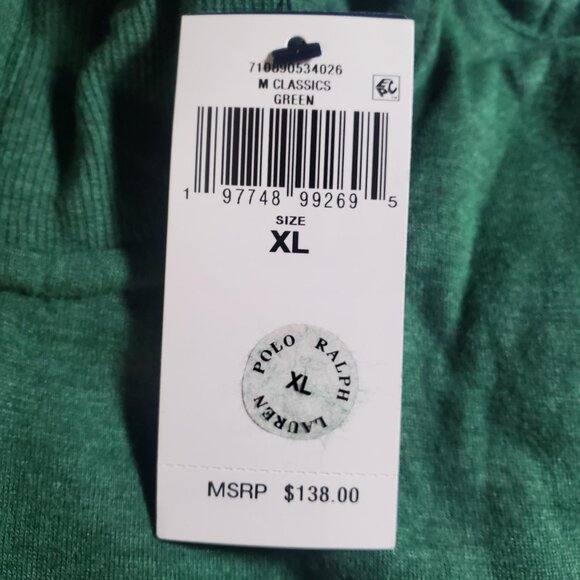 710890534026
M CLASSICS
GREEN
1 97748 99269 5
SIZE
XL
POLO RALPH LAUREN
XL
MSRP $138.00